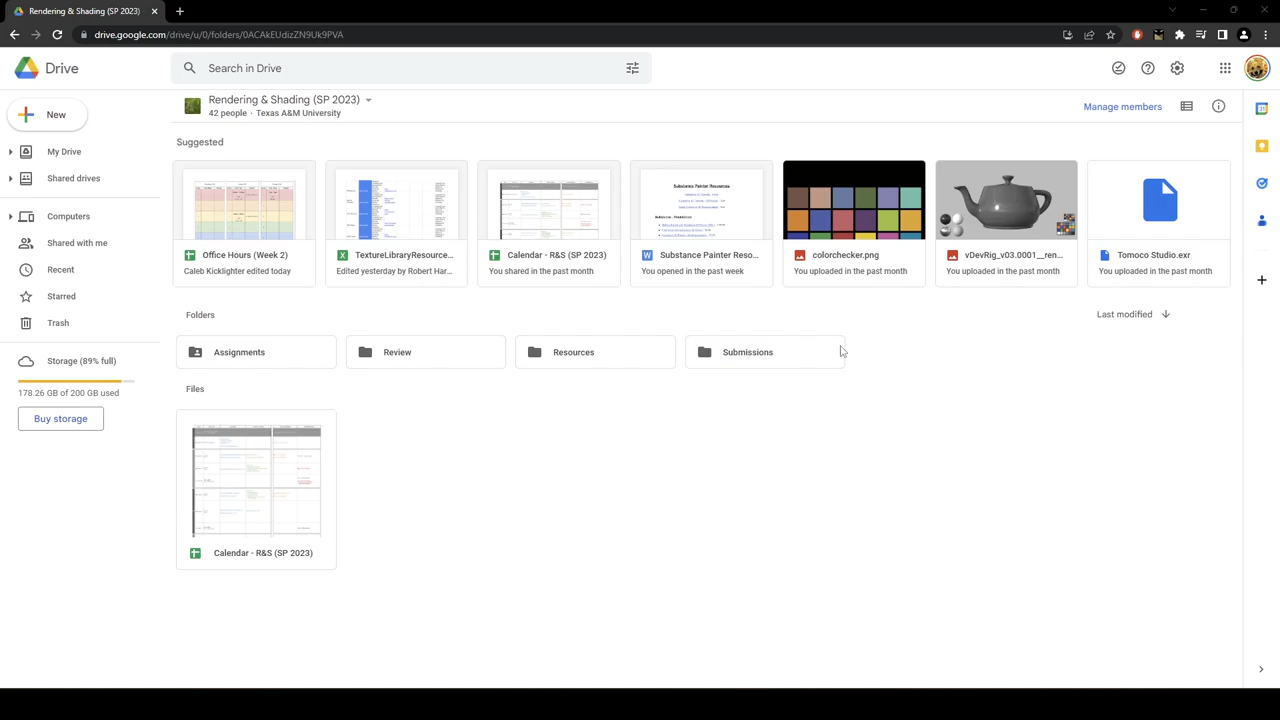 Rendering & Shading (SP 2023)
drive.google.com/drive/u/0/folders/0ACAkEUdizZN9Uk9PVA
Drive
Search in Drive
New
My Drive
Shared drives
Computers
Shared with me
Recent
Starred
Trash
Storage (89% full)
178.26 GB of 200 GB used
Buy storage
Rendering & Shading (SP 2023)
42 people • Texas A&M University
Manage members
Suggested
Substance Painter Resources
Office Hours (Week 2)
Caleb Kicklighter edited today
TextureLibraryResource...
Edited yesterday by Robert Har...
Calendar - R&S (SP 2023)
You shared in the past month
Substance Painter Reso...
You opened in the past week
colorchecker.png
You uploaded in the past month
vDevRig_v03.0001__ren...
You uploaded in the past month
Tomoco Studio.exr
You uploaded in the past month
Folders
Last modified
Assignments
Review
Resources
Submissions
Files
Calendar - R&S (SP 2023)